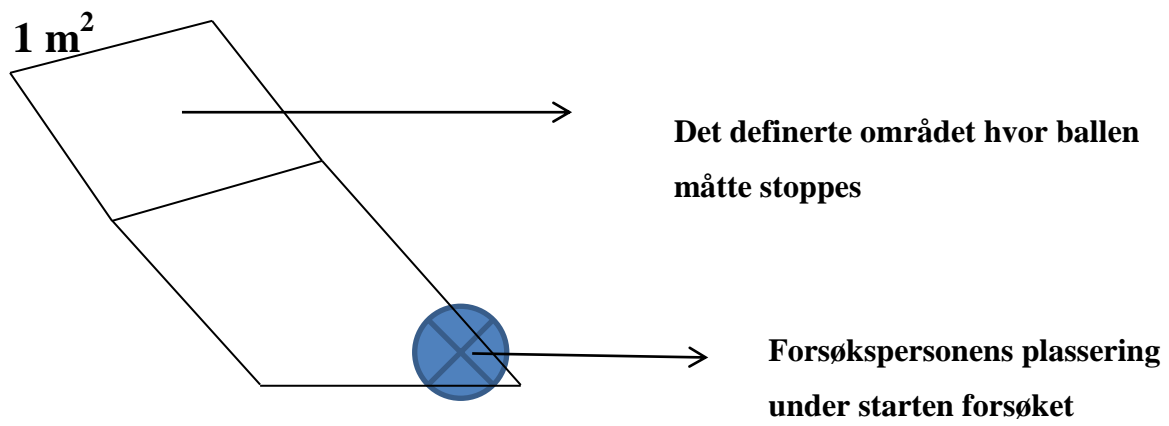 1 m²
Det definerte området hvor ballen
måtte stoppes
Forsøkspersonens plassering
under starten forsøket